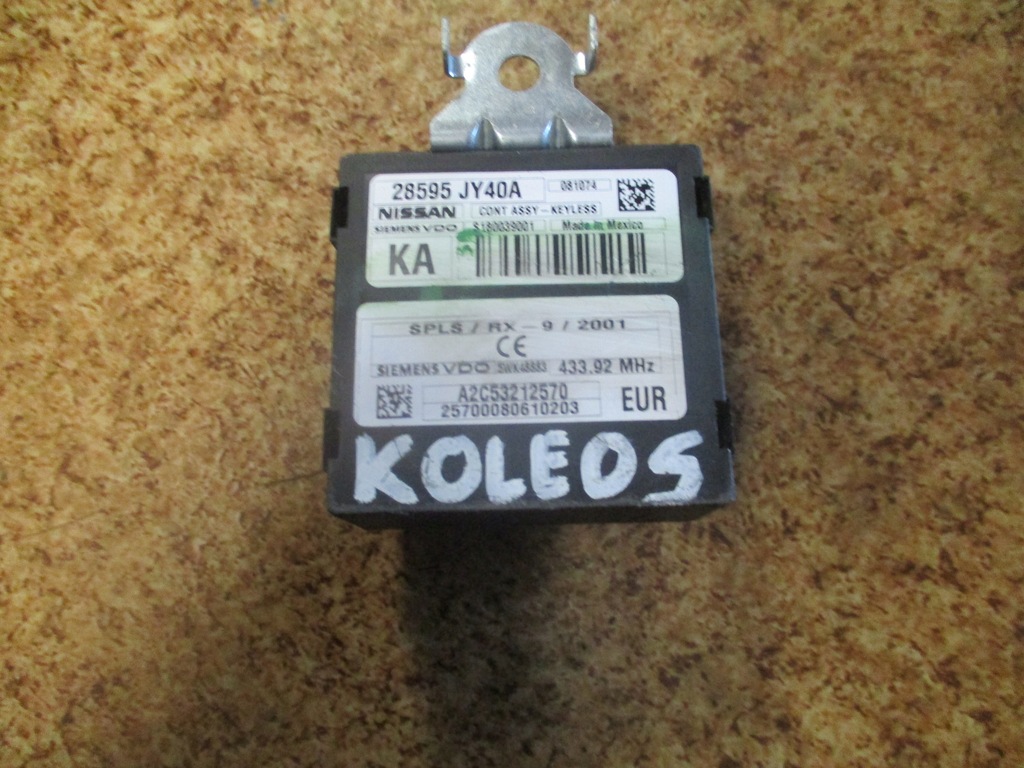 28595 JY40A 081074
NISSAN CONT ASSY-KEYLESS
SIEMENS VDO S180039001 Made in Mexico
KA
SPLS / RX - 9 / 2001
CE
SIEMENS VDO 5WK48883 433.92 MHz
A2C53212570
25700080610203 EUR
KOLEOS